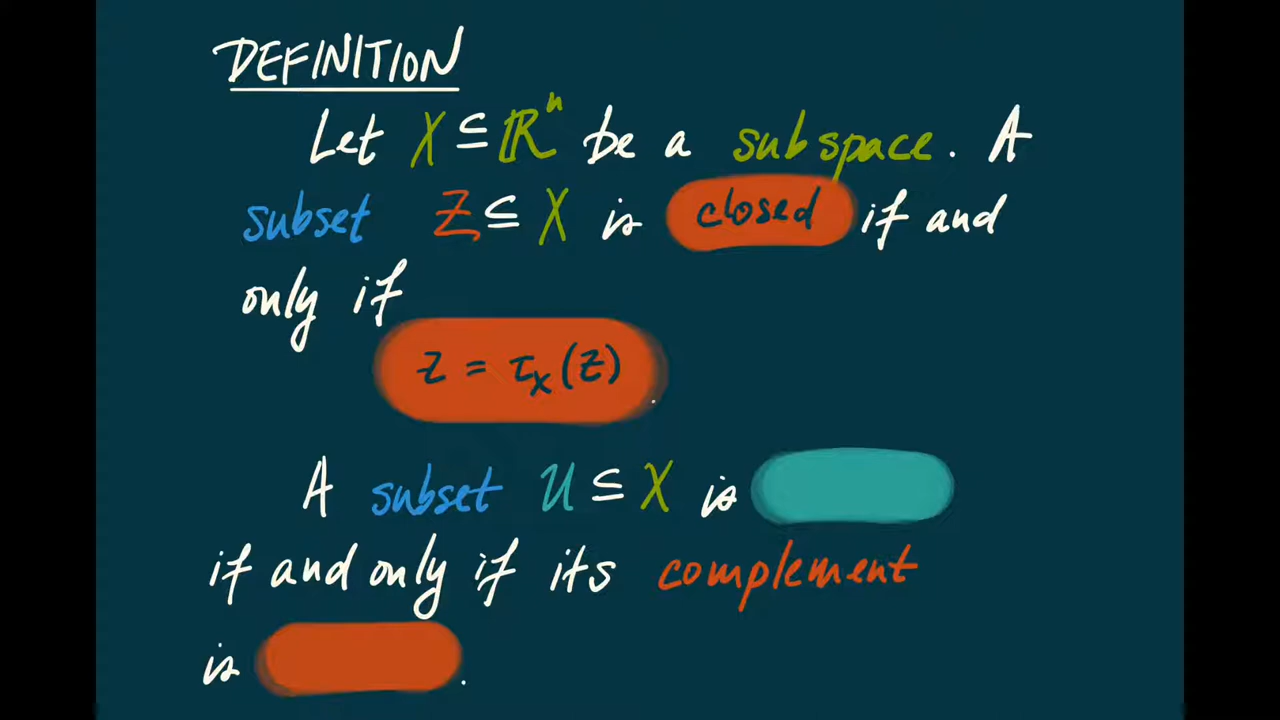 DEFINITION
Let X ⊆ ℝⁿ be a subspace. A
subset Z ⊆ X is closed if and
only if
Z = τ_X(Z)
.
A subset U ⊆ X is
if and only if its complement
is .